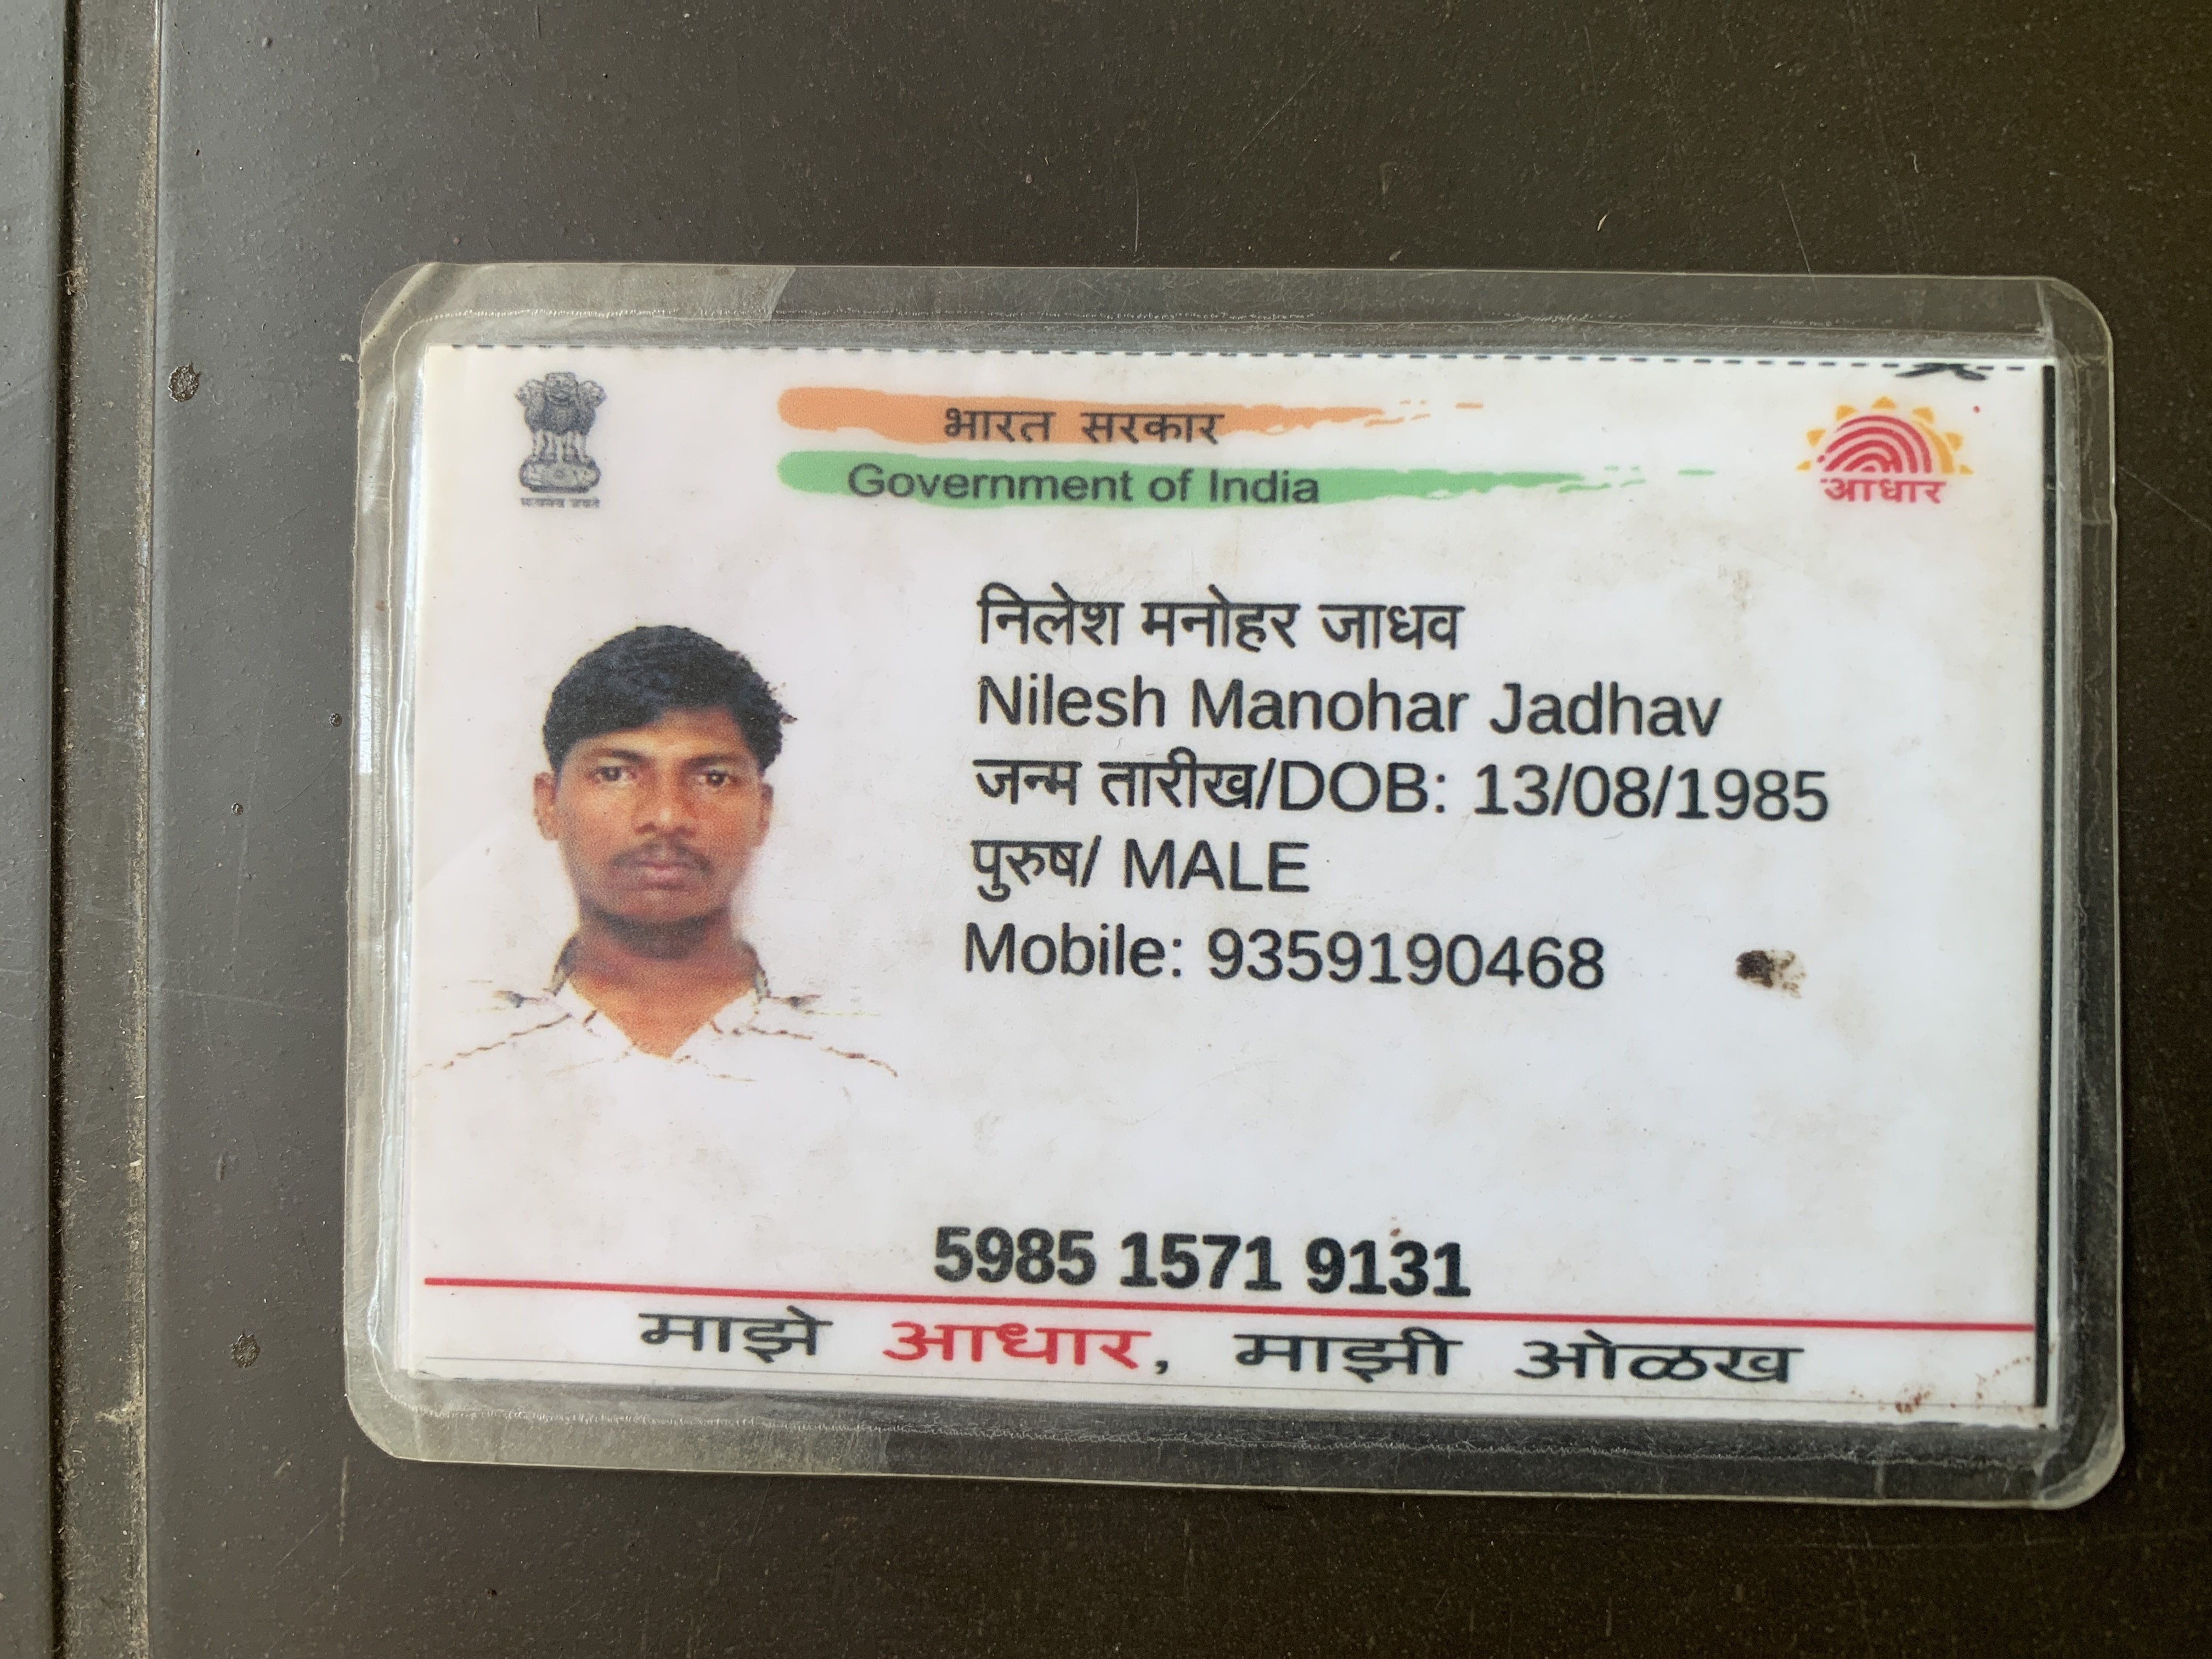 भारत सरकार
Government of India
आधार
निलेश मनोहर जाधव
Nilesh Manohar Jadhav
जन्म तारीख/DOB: 13/08/1985
पुरुष/ MALE
Mobile: 9359190468
5985 1571 9131
माझे आधार, माझी ओळख